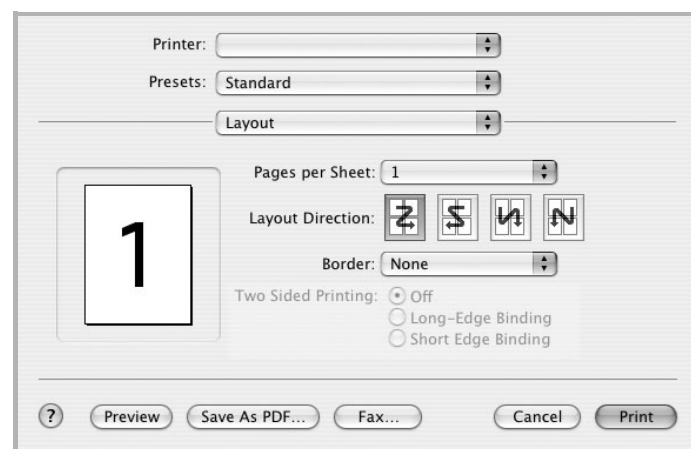 Printer:
Presets: Standard
Layout
Pages per Sheet: 1
Layout Direction:
Border: None
Two Sided Printing: Off
Long-Edge Binding
Short Edge Binding
1
? Preview Save As PDF... Fax... Cancel Print